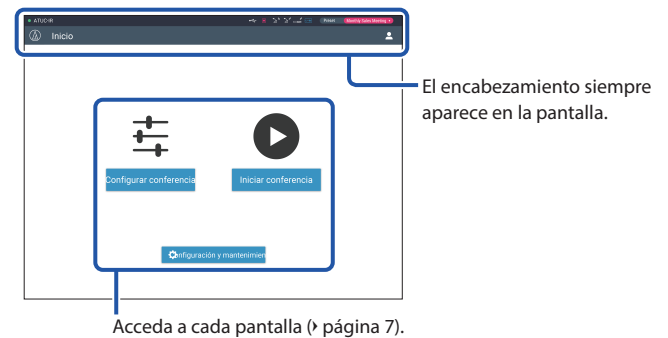 ATUC-IR
Preset
Monthly Sales Meeting
Inicio
El encabezamiento siempre
aparece en la pantalla.
Configurar conferencia
Iniciar conferencia
nfiguración y mantenimien
Acceda a cada pantalla (página 7).